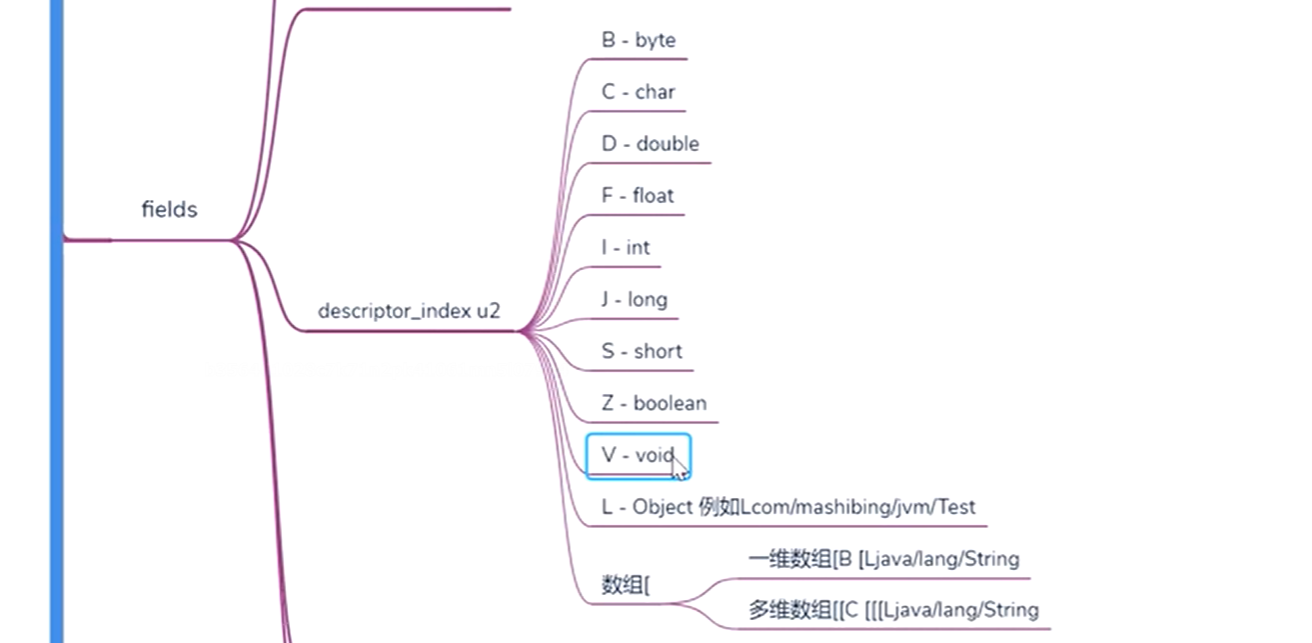 fields
descriptor_index u2
B - byte
C - char
D - double
F - float
I - int
J - long
S - short
Z - boolean
V - void
L - Object 例如Lcom/mashibing/jvm/Test
数组[
一维数组[B [Ljava/lang/String
多维数组[[C [[[Ljava/lang/String